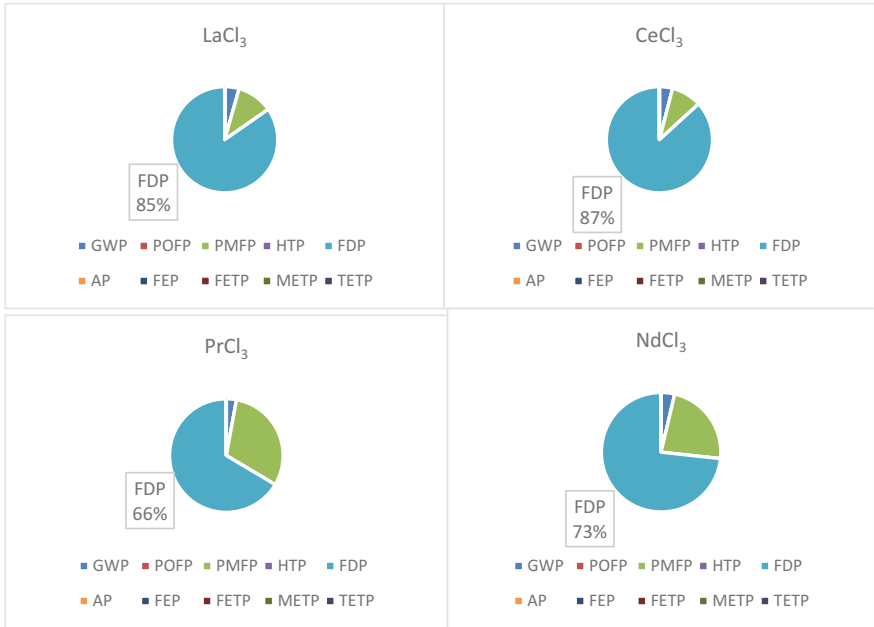 LaCl₃
FDP
85%
GWP POFP PMFP HTP FDP
AP FEP FETP METP TETP
CeCl₃
FDP
87%
GWP POFP PMFP HTP FDP
AP FEP FETP METP TETP
PrCl₃
FDP
66%
GWP POFP PMFP HTP FDP
AP FEP FETP METP TETP
NdCl₃
FDP
73%
GWP POFP PMFP HTP FDP
AP FEP FETP METP TETP